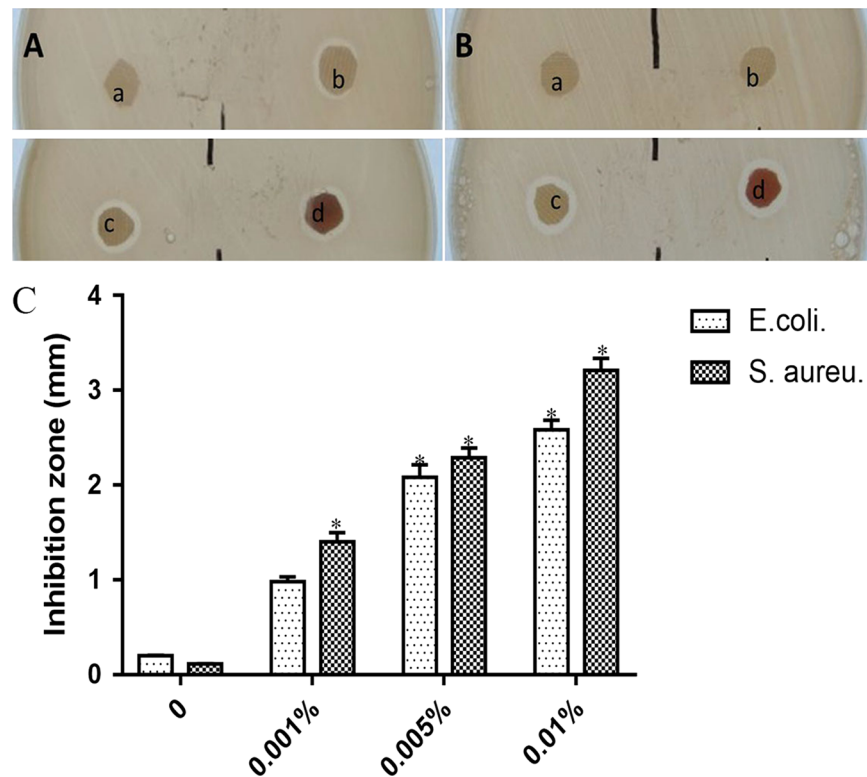 A
B
a
b
a
b
c
d
c
d
C
Inhibition zone (mm)
4
3
2
1
0
0
0.001%
0.005%
0.01%
*
*
*
*
*
E.coli.
S. aureu.